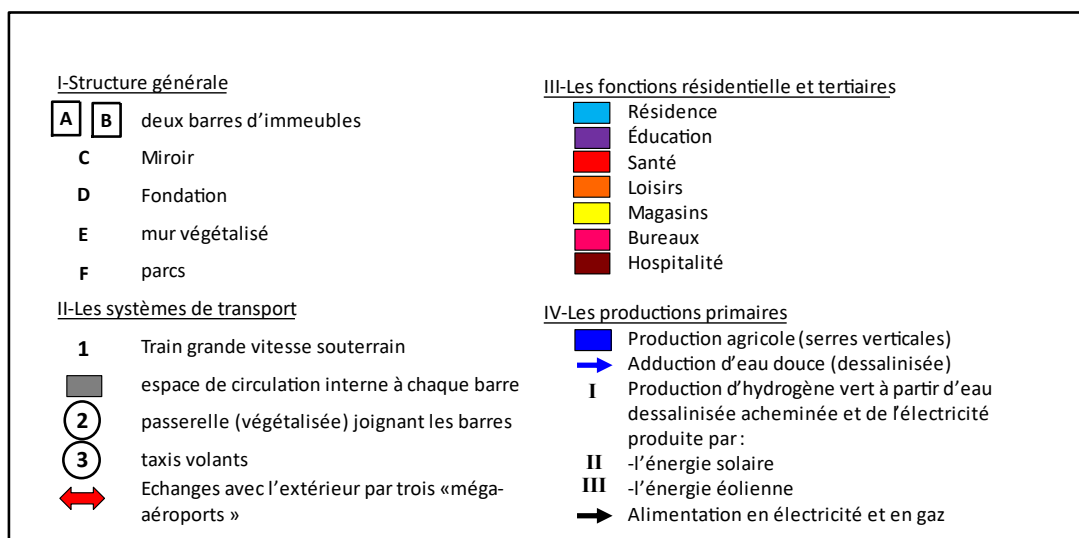 I-Structure générale
A B deux barres d’immeubles
C Miroir
D Fondation
E mur végétalisé
F parcs
II-Les systèmes de transport
1 Train grande vitesse souterrain
espace de circulation interne à chaque barre
2 passerelle (végétalisée) joignant les barres
3 taxis volants
Echanges avec l’extérieur par trois «méga-
aéroports »
III-Les fonctions résidentielle et tertiaires
Résidence
Éducation
Santé
Loisirs
Magasins
Bureaux
Hospitalité
IV-Les productions primaires
Production agricole (serres verticales)
Adduction d’eau douce (dessalinisée)
I Production d’hydrogène vert à partir d’eau
dessalinisée acheminée et de l’électricité
produite par :
II -l’énergie solaire
III -l’énergie éolienne
Alimentation en électricité et en gaz